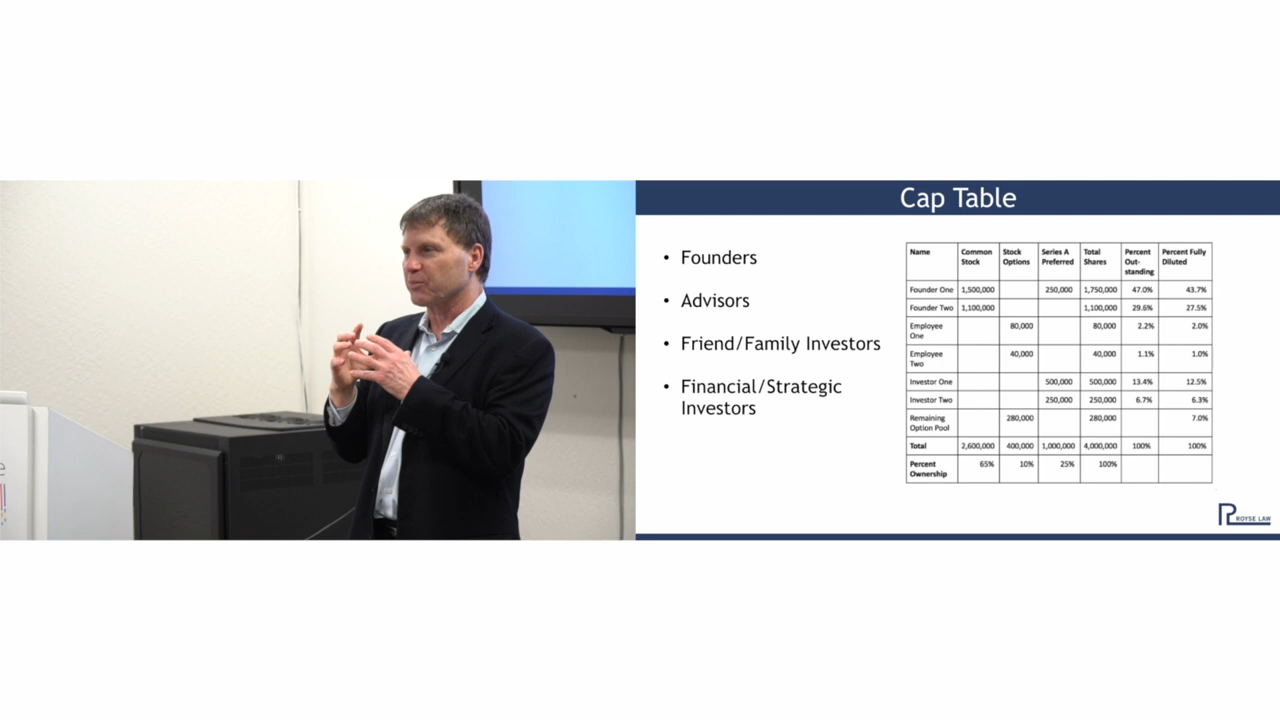 Cap Table
• Founders
• Advisors
• Friend/Family Investors
• Financial/Strategic
Investors
Name Common Stock Stock Options Series A Preferred Total Shares Percent Out-standing Percent Fully Diluted
Founder One 1,500,000 250,000 1,750,000 47.0% 43.7%
Founder Two 1,100,000 1,100,000 29.6% 27.5%
Employee One 80,000 80,000 2.2% 2.0%
Employee Two 40,000 40,000 1.1% 1.0%
Investor One 500,000 500,000 13.4% 12.5%
Investor Two 250,000 250,000 6.7% 6.3%
Remaining Option Pool 280,000 280,000 7.0%
Total 2,600,000 400,000 1,000,000 4,000,000 100% 100%
Percent Ownership 65% 10% 25% 100%
ROYSE LAW